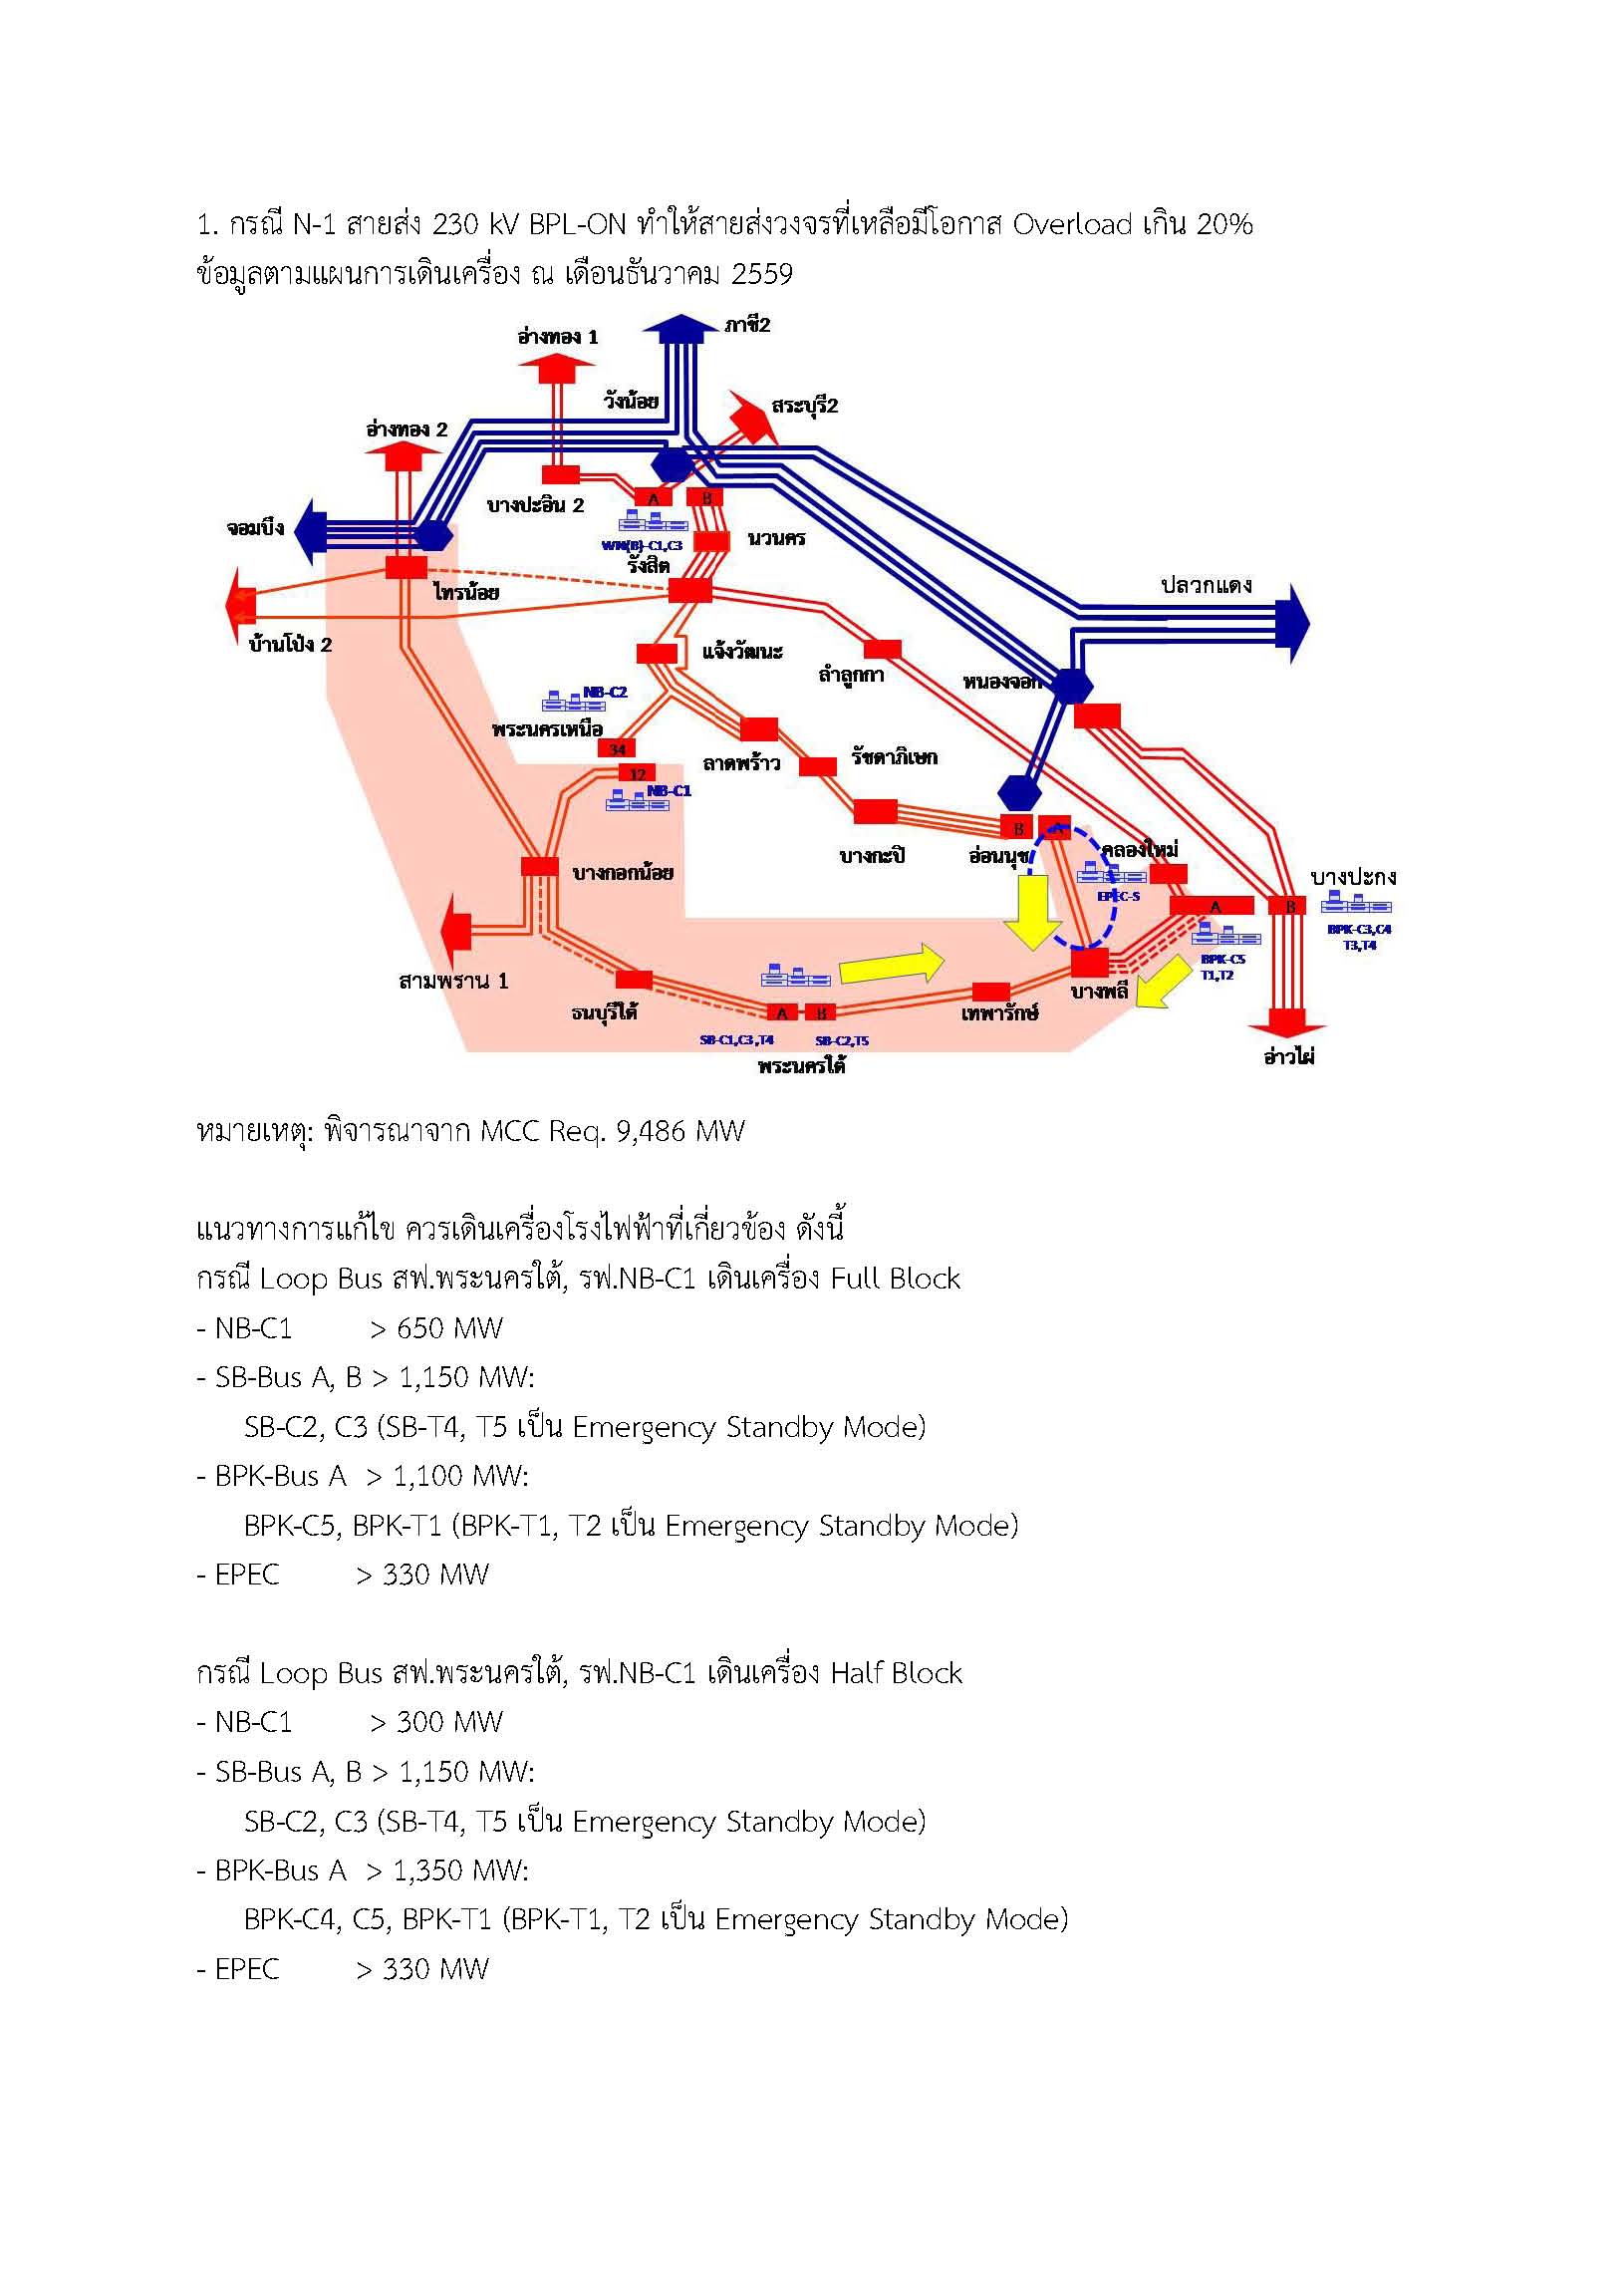 1. กรณี N-1 สายส่ง 230 kV BPL-ON ทำให้สายส่งวงจรที่เหลือมีโอกาส Overload เกิน 20%
ข้อมูลตามแผนการเดินเครื่อง ณ เดือนธันวาคม 2559
ภาชี2
อ่างทอง 1
วังน้อย
สระบุรี2
อ่างทอง 2
บางปะอิน 2
A
B
จอมบึง
WN(B)-C1,C3
นวนคร
รังสิต
ไทรน้อย
ปลวกแดง
บ้านโป่ง 2
แจ้งวัฒนะ
ลำลูกกา
หนองจอก
NB-C2
พระนครเหนือ
34
ลาดพร้าว
รัชดาภิเษก
12
NB-C1
B
A
บางกะปิ
อ่อนนุช
คลองใหม่
บางกอกน้อย
EPEC-S
บางปะกง
A
B
BPK-C3,C4
T3,T4
BPK-C5
T1,T2
สามพราน 1
บางพลี
ธนบุรีใต้
A
B
เทพารักษ์
SB-C1,C3,T4
SB-C2,T5
พระนครใต้
อ่าวไผ่
หมายเหตุ: พิจารณาจาก MCC Req. 9,486 MW
แนวทางการแก้ไข ควรเดินเครื่องโรงไฟฟ้าที่เกี่ยวข้อง ดังนี้
กรณี Loop Bus สฟ.พระนครใต้, รฟ.NB-C1 เดินเครื่อง Full Block
- NB-C1 > 650 MW
- SB-Bus A, B > 1,150 MW:
SB-C2, C3 (SB-T4, T5 เป็น Emergency Standby Mode)
- BPK-Bus A > 1,100 MW:
BPK-C5, BPK-T1 (BPK-T1, T2 เป็น Emergency Standby Mode)
- EPEC > 330 MW
กรณี Loop Bus สฟ.พระนครใต้, รฟ.NB-C1 เดินเครื่อง Half Block
- NB-C1 > 300 MW
- SB-Bus A, B > 1,150 MW:
SB-C2, C3 (SB-T4, T5 เป็น Emergency Standby Mode)
- BPK-Bus A > 1,350 MW:
BPK-C4, C5, BPK-T1 (BPK-T1, T2 เป็น Emergency Standby Mode)
- EPEC > 330 MW